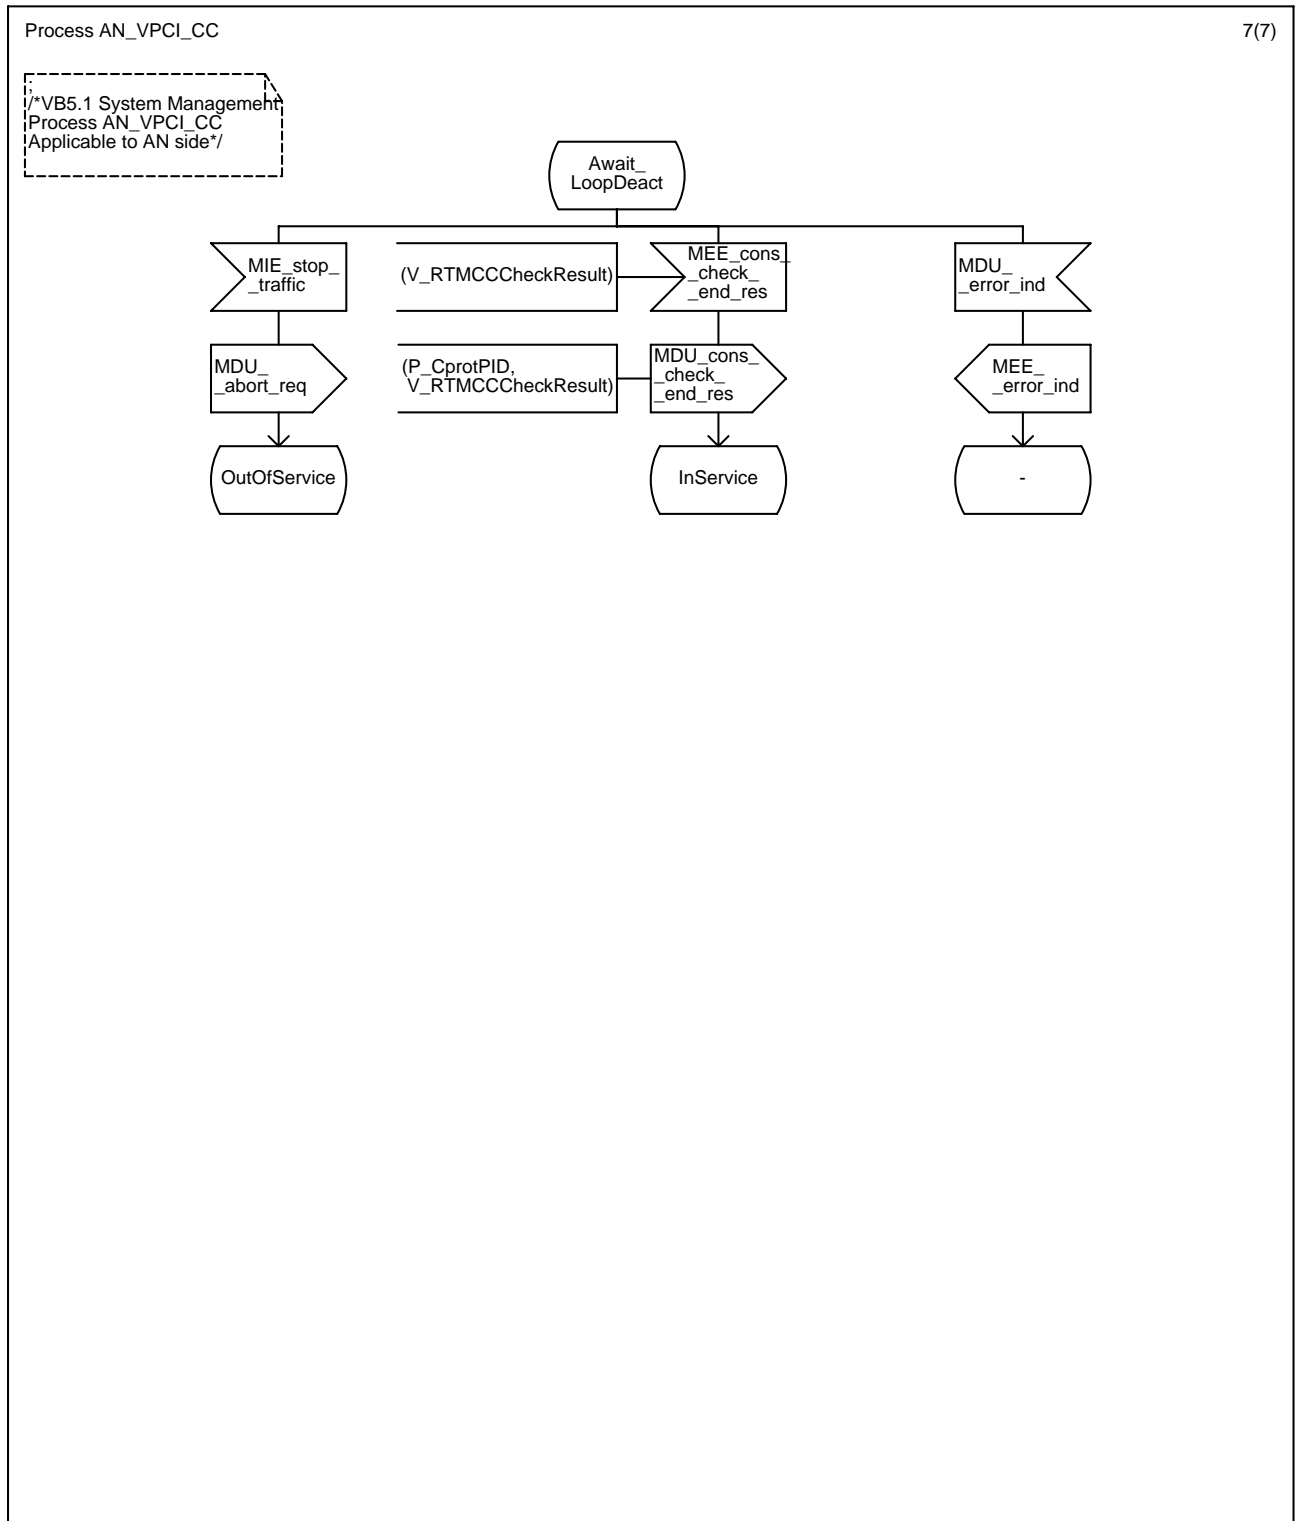 Process AN_VPCI_CC
7(7)
;
/*VB5.1 System Management
Process AN_VPCI_CC
Applicable to AN side*/
Await_
LoopDeact
MIE_stop_
_traffic
(V_RTMCCCheckResult)
MEE_cons_
_check_
_end_res
MDU_
_error_ind
MDU_
_abort_req
(P_CprotPID,
V_RTMCCCheckResult)
MDU_cons_
_check_
_end_res
MEE_
_error_ind
OutOfService
InService
-